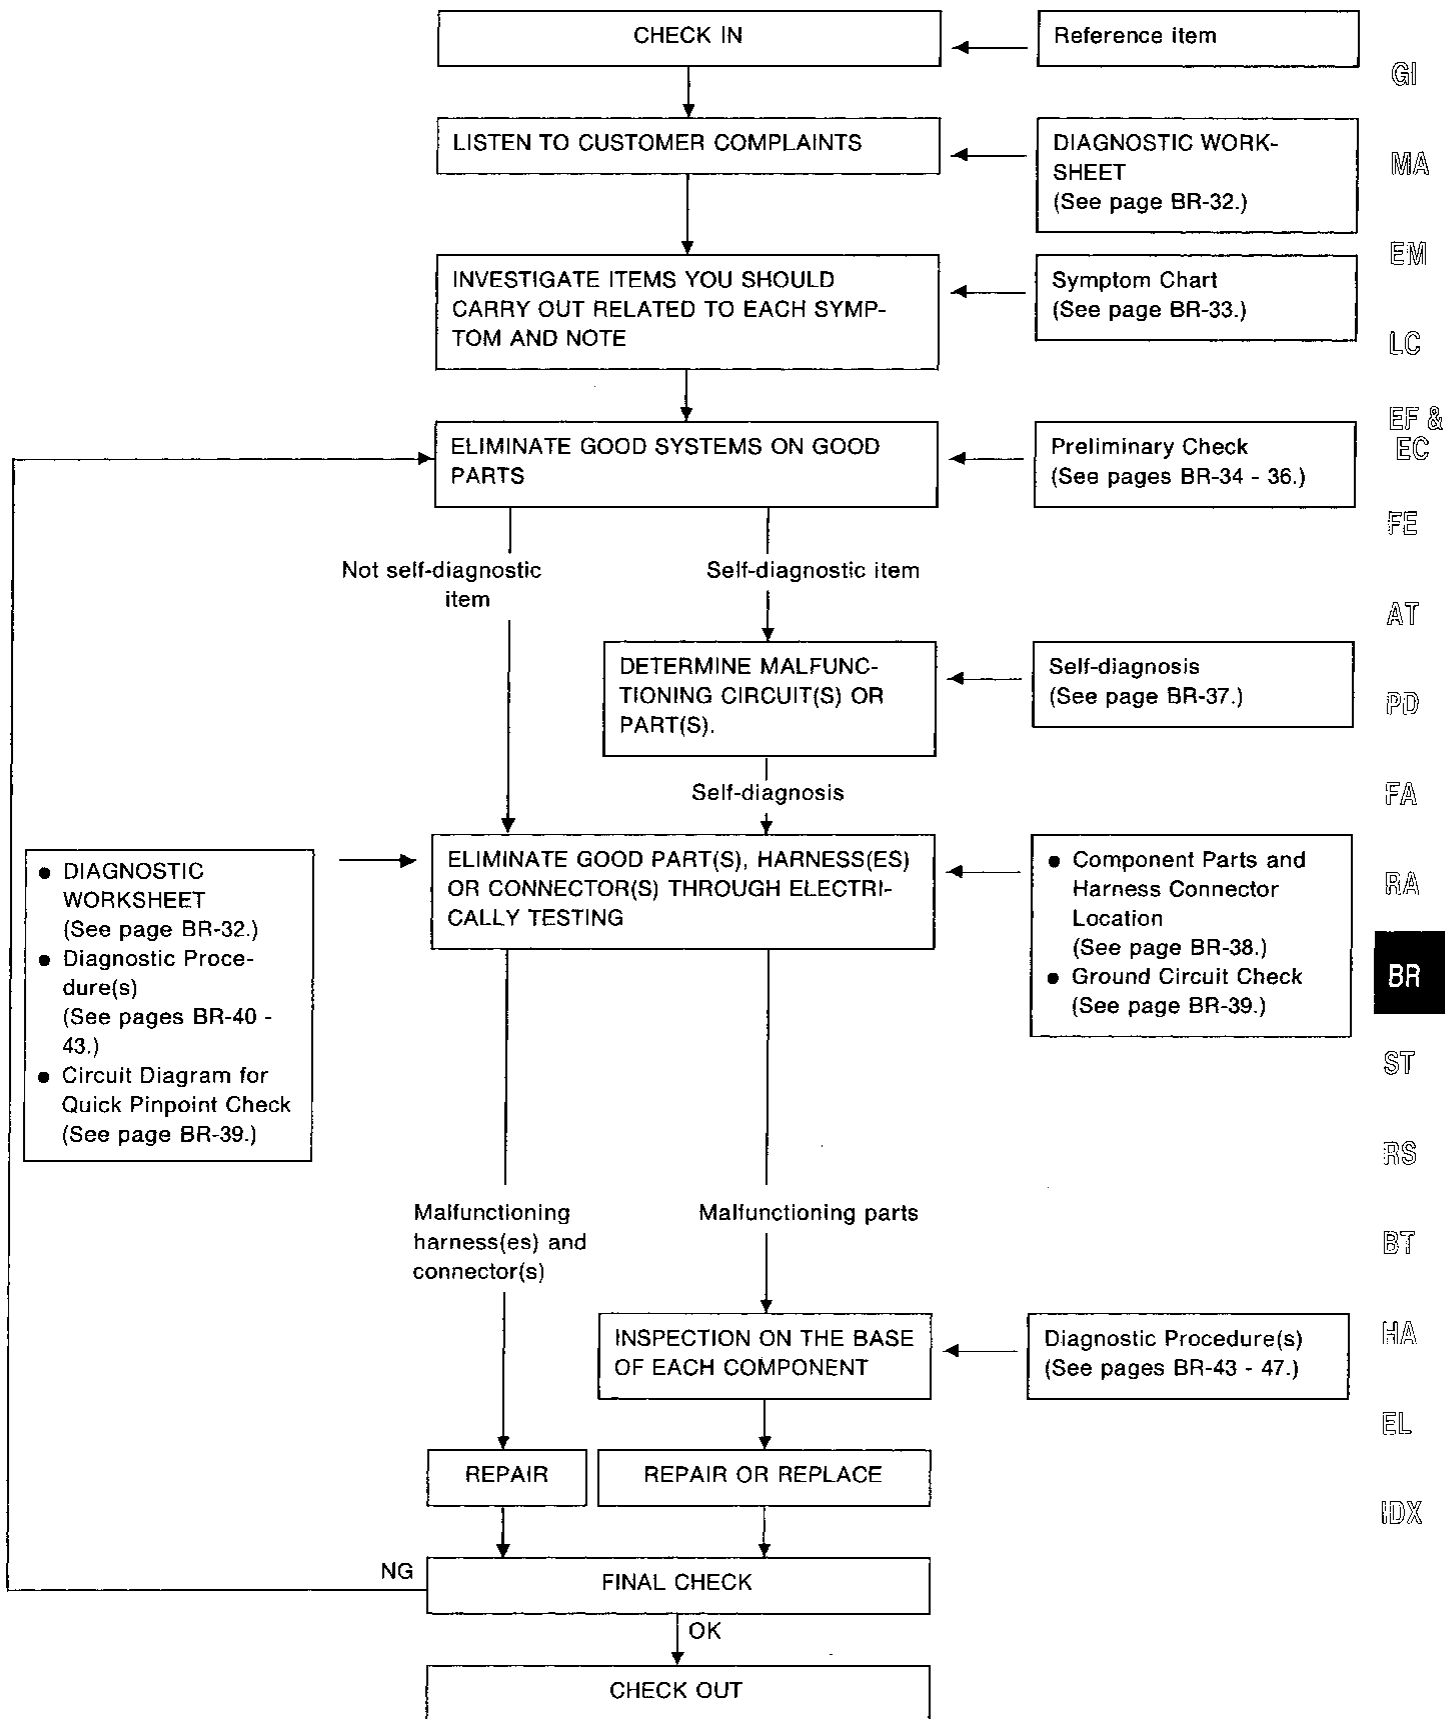 CHECK IN
Reference item
LISTEN TO CUSTOMER COMPLAINTS
DIAGNOSTIC WORK-
SHEET
(See page BR-32.)
INVESTIGATE ITEMS YOU SHOULD
CARRY OUT RELATED TO EACH SYMP-
TOM AND NOTE
Symptom Chart
(See page BR-33.)
ELIMINATE GOOD SYSTEMS ON GOOD
PARTS
Preliminary Check
(See pages BR-34 - 36.)
Not self-diagnostic
item
Self-diagnostic item
DETERMINE MALFUNC-
TIONING CIRCUIT(S) OR
PART(S).
Self-diagnosis
(See page BR-37.)
Self-diagnosis
● DIAGNOSTIC
WORKSHEET
(See page BR-32.)
● Diagnostic Proce-
dure(s)
(See pages BR-40 -
43.)
● Circuit Diagram for
Quick Pinpoint Check
(See page BR-39.)
ELIMINATE GOOD PART(S), HARNESS(ES)
OR CONNECTOR(S) THROUGH ELECTRI-
CALLY TESTING
● Component Parts and
Harness Connector
Location
(See page BR-38.)
● Ground Circuit Check
(See page BR-39.)
Malfunctioning
harness(es) and
connector(s)
Malfunctioning parts
INSPECTION ON THE BASE
OF EACH COMPONENT
Diagnostic Procedure(s)
(See pages BR-43 - 47.)
REPAIR
REPAIR OR REPLACE
NG
FINAL CHECK
OK
CHECK OUT
GI
MA
EM
LC
EF &
EC
FE
AT
PD
FA
RA
BR
ST
RS
BT
HA
EL
IDX